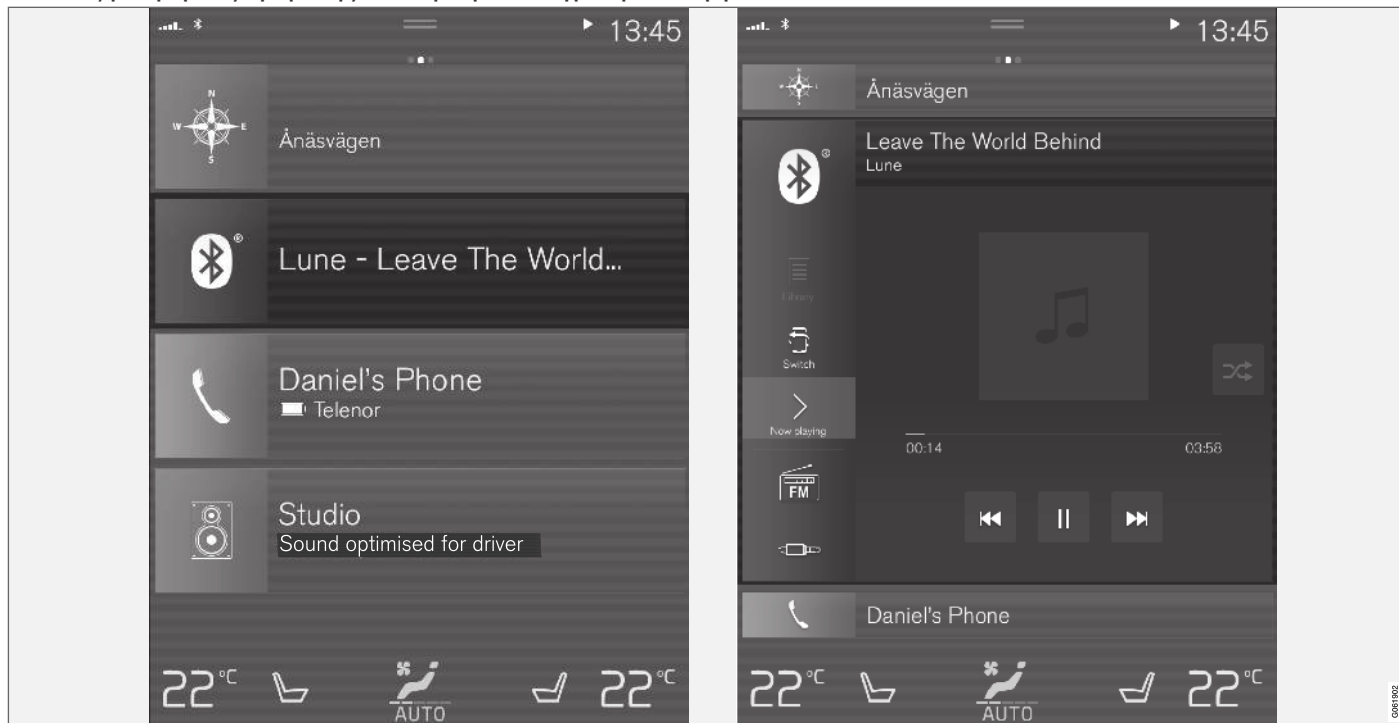 13:45
N
W E
S
Ånäsvägen
®
Lune - Leave The World...
Daniel's Phone
Telenor
Studio
Sound optimised for driver
22°C
AUTO
22°C
13:45
Ånäsvägen
®
Leave The World Behind
Lune
Library
Switch
Now playing
00:14
03:58
FM
Daniel's Phone
22°C
AUTO
22°C
G061902